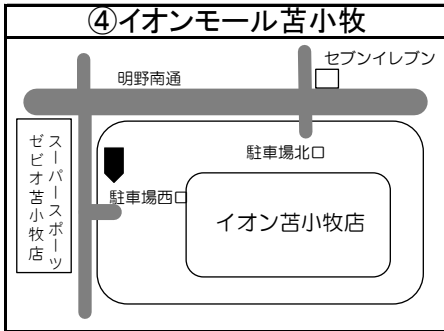 ④イオンモール苫小牧
セブンイレブン
明野南通
スーパースポーツ
ゼビオ苫小牧店
駐車場北口
駐車場西口
イオン苫小牧店